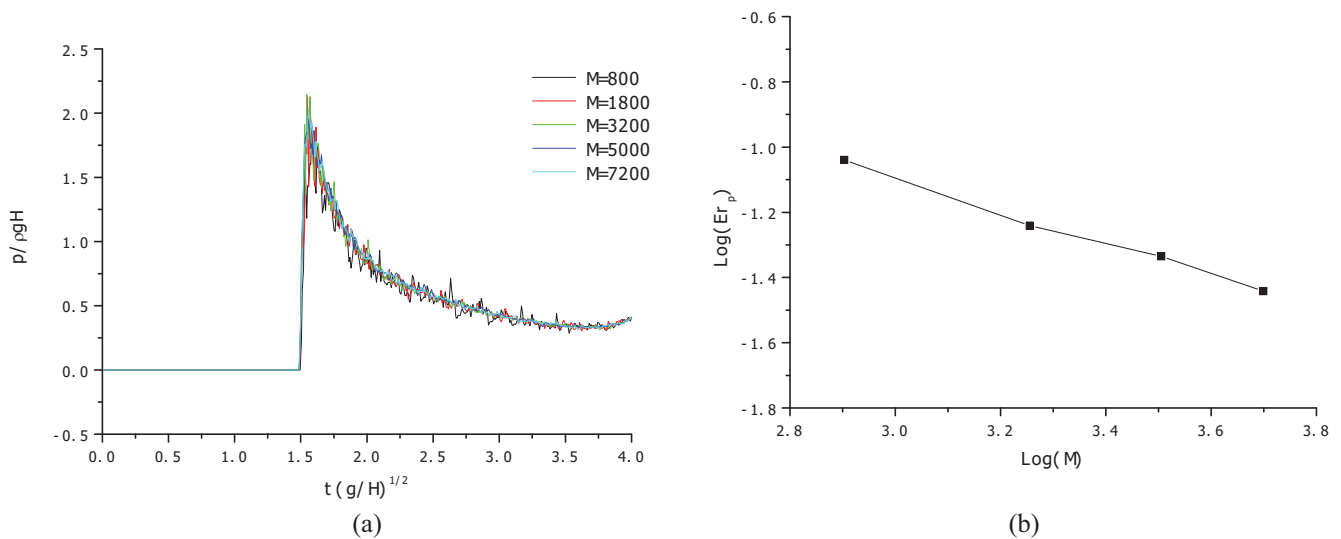 2.5
2.0
1.5
1.0
0.5
0.0
-0.5
p/ρgH
M=800
M=1800
M=3200
M=5000
M=7200
0.0 0.5 1.0 1.5 2.0 2.5 3.0 3.5 4.0
t(g/H)^1/2
(a)
-0.6
-0.8
-1.0
-1.2
-1.4
-1.6
-1.8
Log(Er_p)
2.8 3.0 3.2 3.4 3.6 3.8
Log(M)
(b)